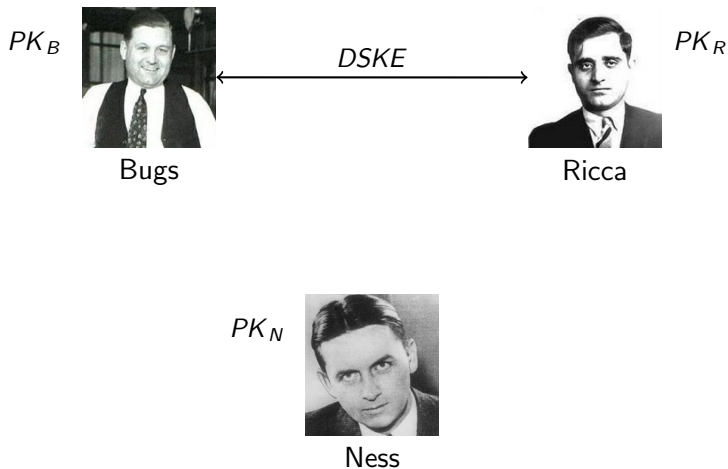 PK_B
DSKE
PK_R
Bugs
Ricca
PK_N
Ness